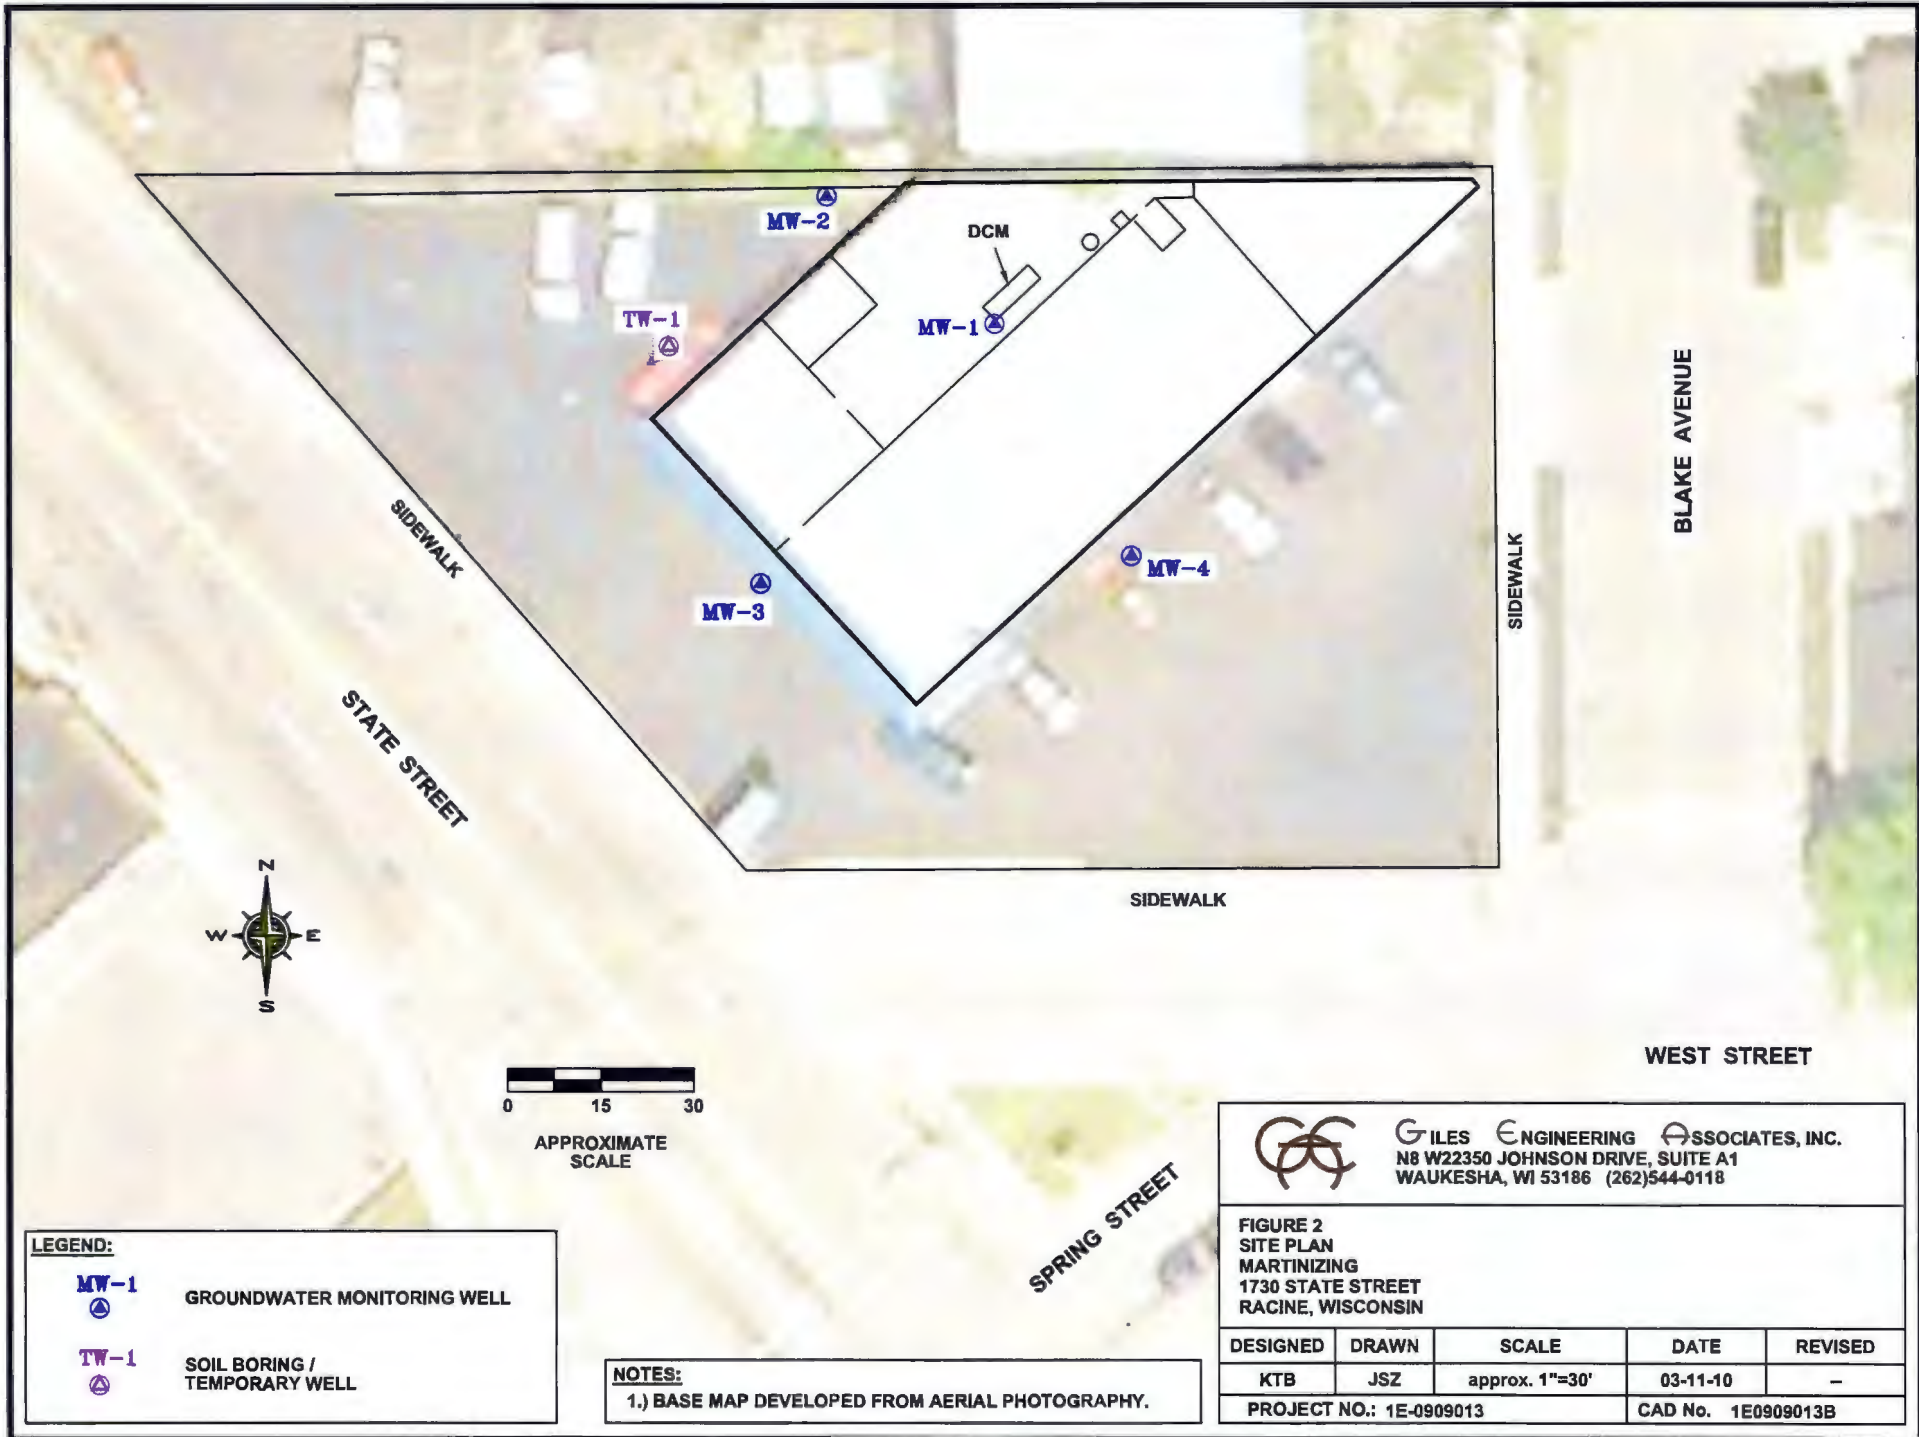 MW-2
DCM
TW-1
MW-1
BLAKE AVENUE
SIDEWALK
MW-4
SIDEWALK
MW-3
STATE STREET
N
W E
S
SIDEWALK
WEST STREET
0 15 30
APPROXIMATE
SCALE
SPRING STREET
LEGEND:
MW-1
GROUNDWATER MONITORING WELL
TW-1
SOIL BORING /
TEMPORARY WELL
NOTES:
1.) BASE MAP DEVELOPED FROM AERIAL PHOTOGRAPHY.
GILES ENGINEERING ASSOCIATES, INC.
N8 W22350 JOHNSON DRIVE, SUITE A1
WAUKESHA, WI 53186 (262)544-0118
FIGURE 2
SITE PLAN
MARTINIZING
1730 STATE STREET
RACINE, WISCONSIN
DESIGNED DRAWN SCALE DATE REVISED
KTB JSZ approx. 1"=30' 03-11-10 –
PROJECT NO.: 1E-0909013 CAD No. 1E0909013B